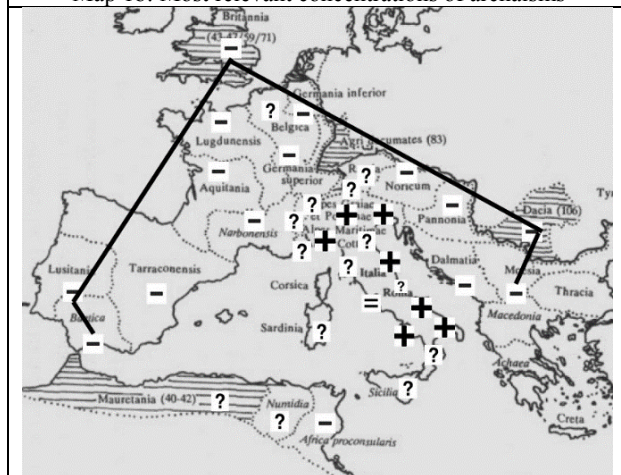 Map 18: Most relevant concentrations of archaisms
Britannia
(43-47/59/71)
−
Germania inferior
?
−
Belgica
−
Lugdunensis
Agri Decumates (83)
−
Germania
superior
?
?
−
Noricum
−
Aquitania
?
−
Pannonia
Dacia (106)
−
Narbonensis
?
+
+
Alpes Maritimae
?
+
?
Lusitania
−
Tarraconensis
−
Corsica
?
Italia
+
Dalmatia
−
Moesia
−
Thracia
Macedonia
?
=
Roma
+
+
+
?
Baetica
−
Sardinia
?
Achaea
Sicilia
?
Mauretania (40-42)
?
Numidia
?
−
Africa proconsularis
Creta